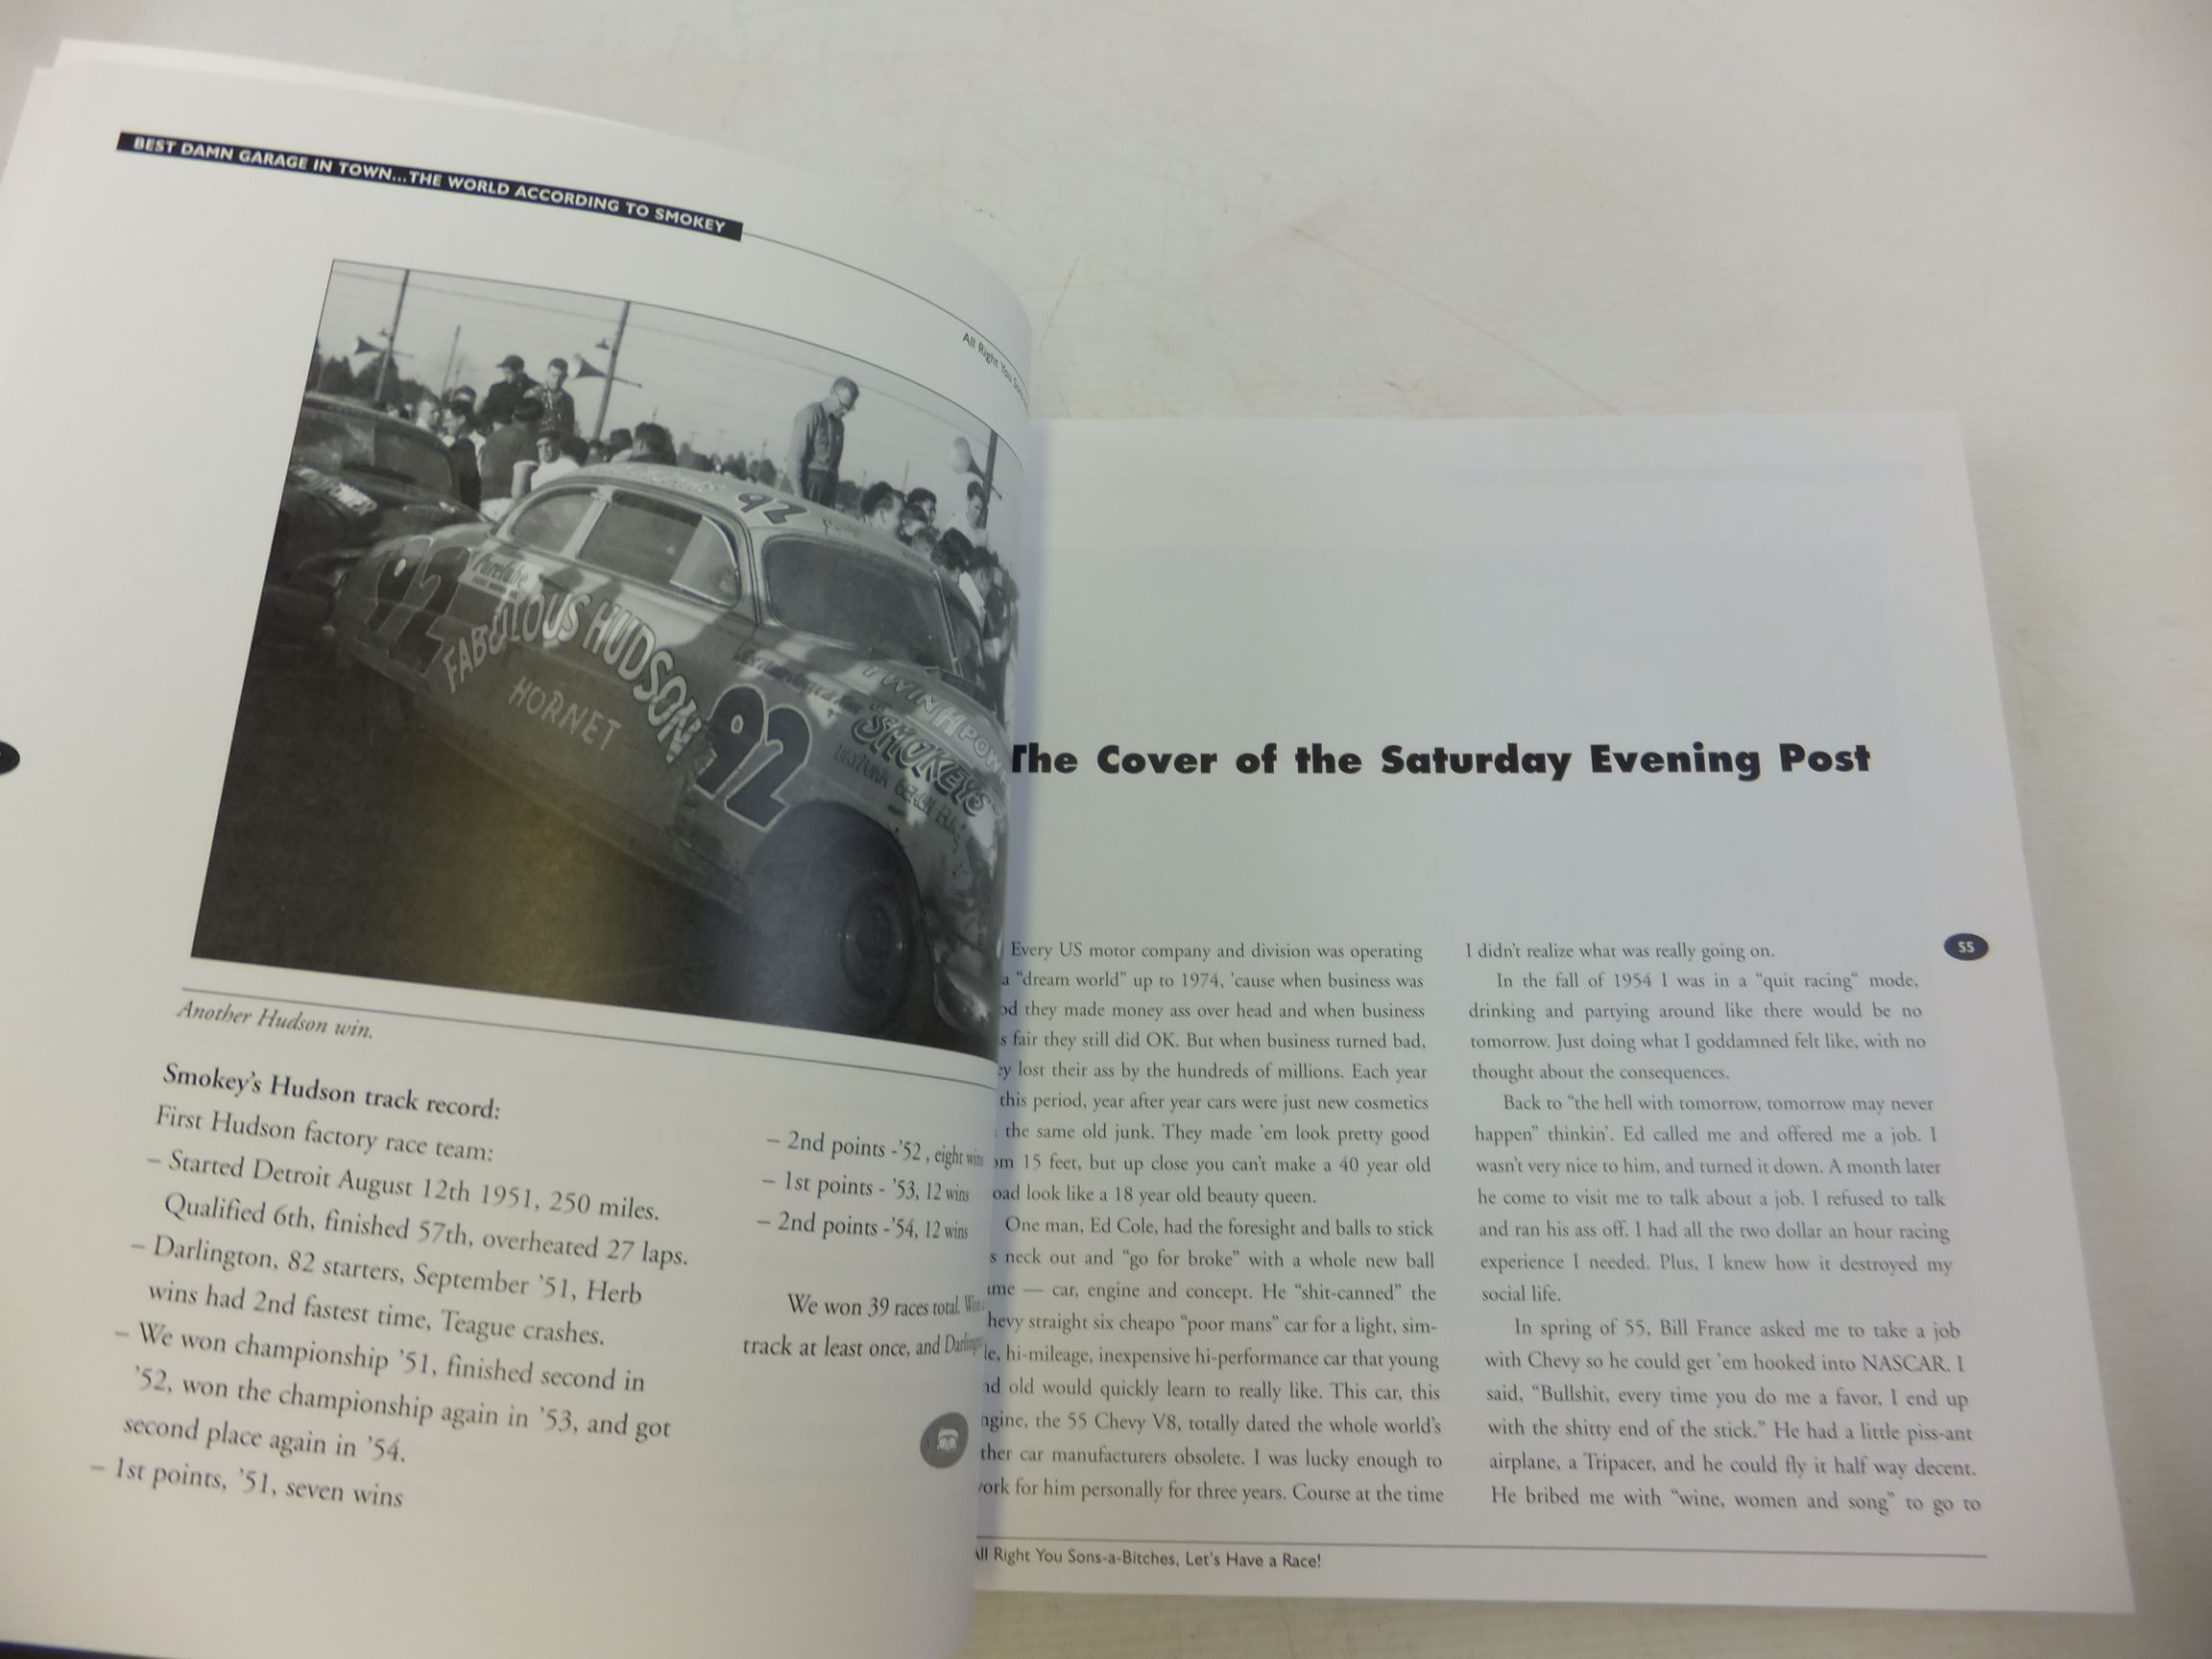 BEST DAMN GARAGE IN TOWN...THE WORLD ACCORDING TO SMOKEY
All Right You
92
92
Purelube
FABULOUS HUDSON
HORNET
92
TWIN H POWER
SMOKEY'S
DAYTONA BEACH
Another Hudson win.
Smokey's Hudson track record:
First Hudson factory race team:
– Started Detroit August 12th 1951, 250 miles.
Qualified 6th, finished 57th, overheated 27 laps.
– Darlington, 82 starters, September '51, Herb
wins had 2nd fastest time, Teague crashes.
– We won championship '51, finished second in
'52, won the championship again in '53, and got
second place again in '54.
– 1st points, '51, seven wins
– 2nd points -'52 , eight wins
– 1st points - '53, 12 wins
– 2nd points -'54, 12 wins
We won 39 races total.
track at least once, and
The Cover of the Saturday Evening Post
Every US motor company and division was operating
a "dream world" up to 1974, 'cause when business was
they made money ass over head and when business
fair they still did OK. But when business turned bad,
lost their ass by the hundreds of millions. Each year
this period, year after year cars were just new cosmetics
the same old junk. They made 'em look pretty good
15 feet, but up close you can't make a 40 year old
look like a 18 year old beauty queen.
One man, Ed Cole, had the foresight and balls to stick
neck out and "go for broke" with a whole new ball
— car, engine and concept. He "shit-canned" the
straight six cheapo "poor mans" car for a light, sim-
hi-mileage, inexpensive hi-performance car that young
old would quickly learn to really like. This car, this
the 55 Chevy V8, totally dated the whole world's
car manufacturers obsolete. I was lucky enough to
for him personally for three years. Course at the time
I didn't realize what was really going on.
In the fall of 1954 I was in a "quit racing" mode,
drinking and partying around like there would be no
tomorrow. Just doing what I goddamned felt like, with no
thought about the consequences.
Back to "the hell with tomorrow, tomorrow may never
happen" thinkin'. Ed called me and offered me a job. I
wasn't very nice to him, and turned it down. A month later
he come to visit me to talk about a job. I refused to talk
and ran his ass off. I had all the two dollar an hour racing
experience I needed. Plus, I knew how it destroyed my
social life.
In spring of 55, Bill France asked me to take a job
with Chevy so he could get 'em hooked into NASCAR. I
said, "Bullshit, every time you do me a favor, I end up
with the shitty end of the stick." He had a little piss-ant
airplane, a Tripacer, and he could fly it half way decent.
He bribed me with "wine, women and song" to go to
55
All Right You Sons-a-Bitches, Let's Have a Race!